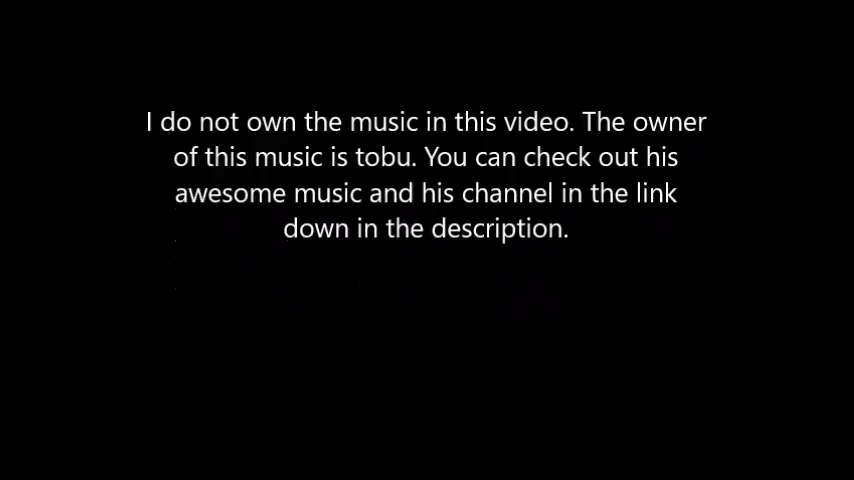 I do not own the music in this video. The owner
of this music is tobu. You can check out his
awesome music and his channel in the link
down in the description.